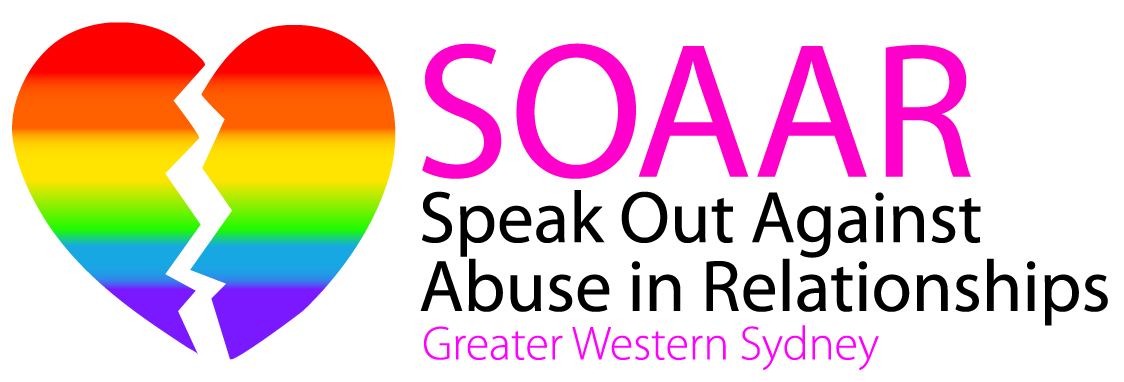 SOAAR
Speak Out Against
Abuse in Relationships
Greater Western Sydney